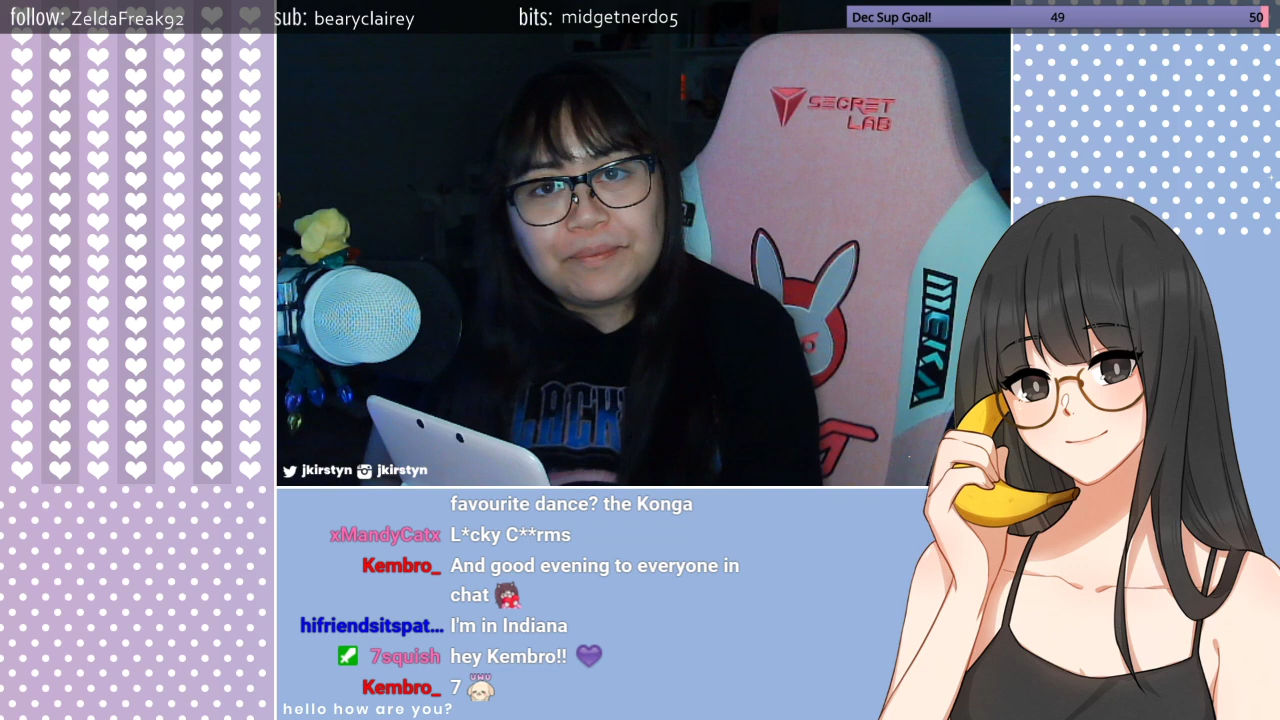 follow: ZeldaFreak92
sub: bearyclairey
bits: midgetnerd05
Dec Sup Goal! 49 50
SECRET
LAB
MEKA
LACK
jkirstyn jkirstyn
favourite dance? the Konga
xMandyCatx L*cky C**rms
Kembro_ And good evening to everyone in
chat
hifriendsitspat... I'm in Indiana
7squish hey Kembro!!
Kembro_ 7 UWU
hello how are you?